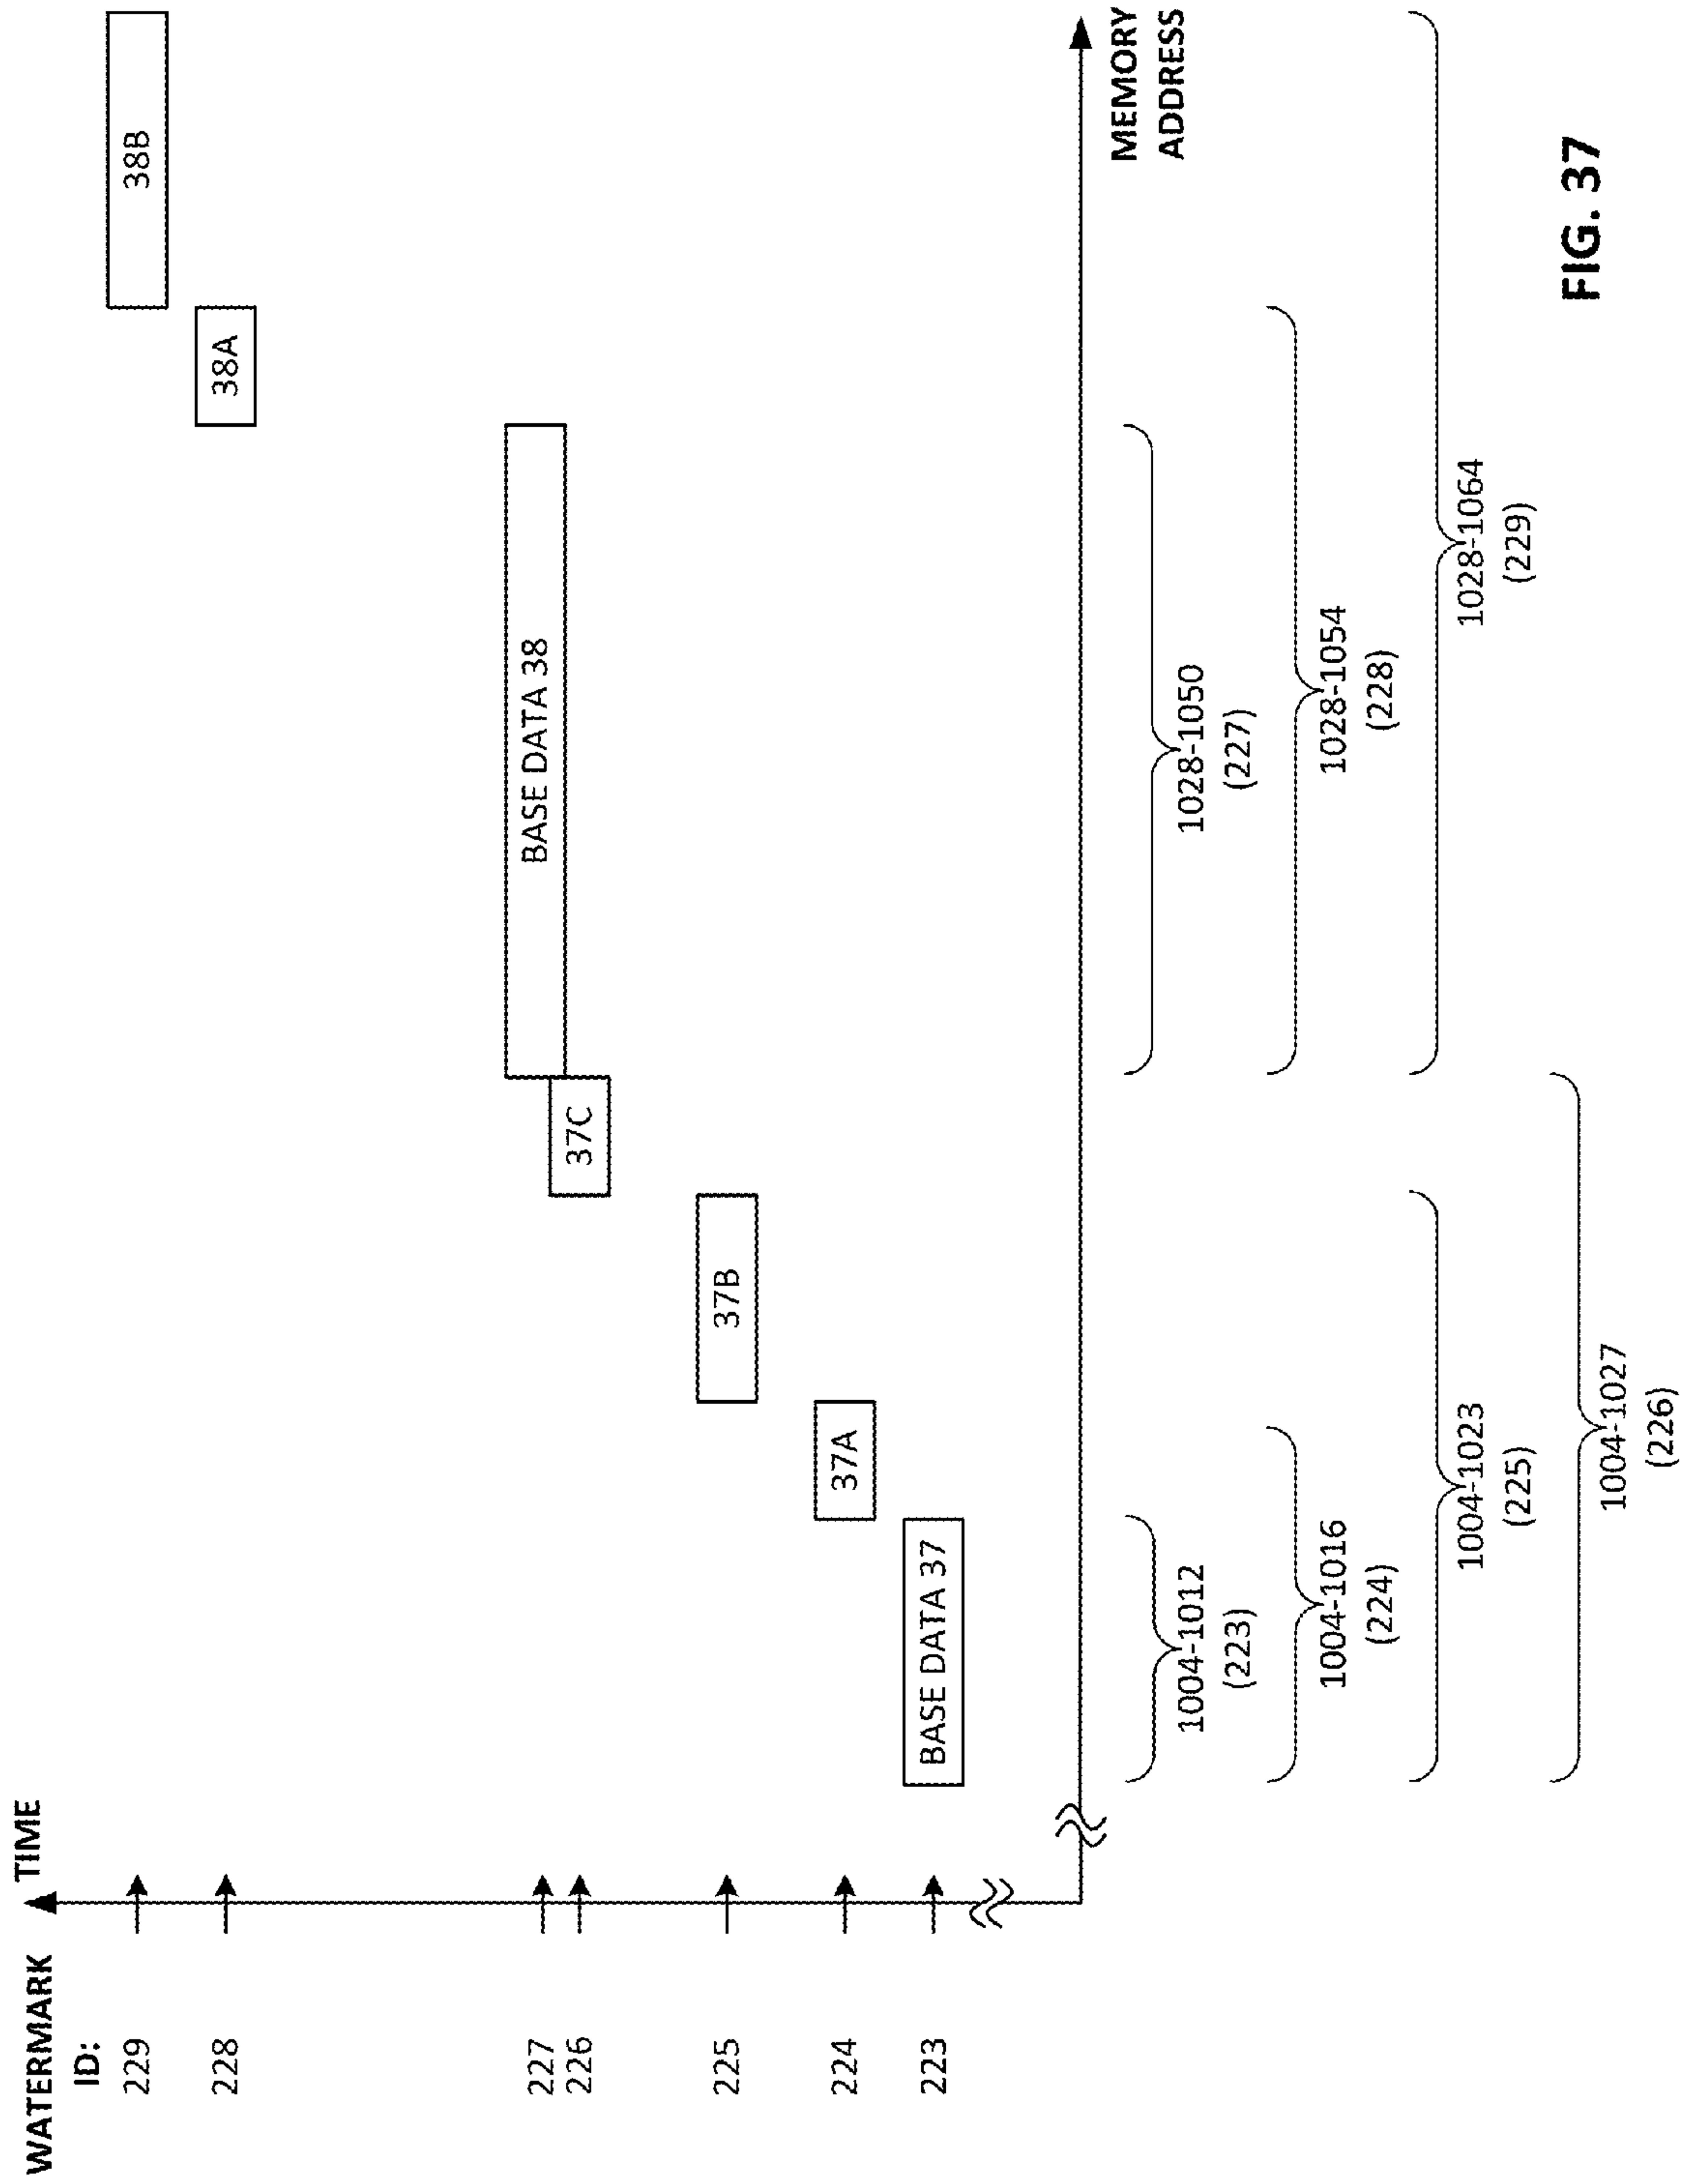 WATERMARK
ID:
TIME
229
228
227
226
225
224
223
38B
38A
BASE DATA 38
37C
37B
37A
BASE DATA 37
MEMORY
ADDRESS
1004-1012
(223)
1028-1050
(227)
1004-1016
(224)
1028-1054
(228)
1004-1023
(225)
1028-1064
(229)
1004-1027
(226)
FIG. 37